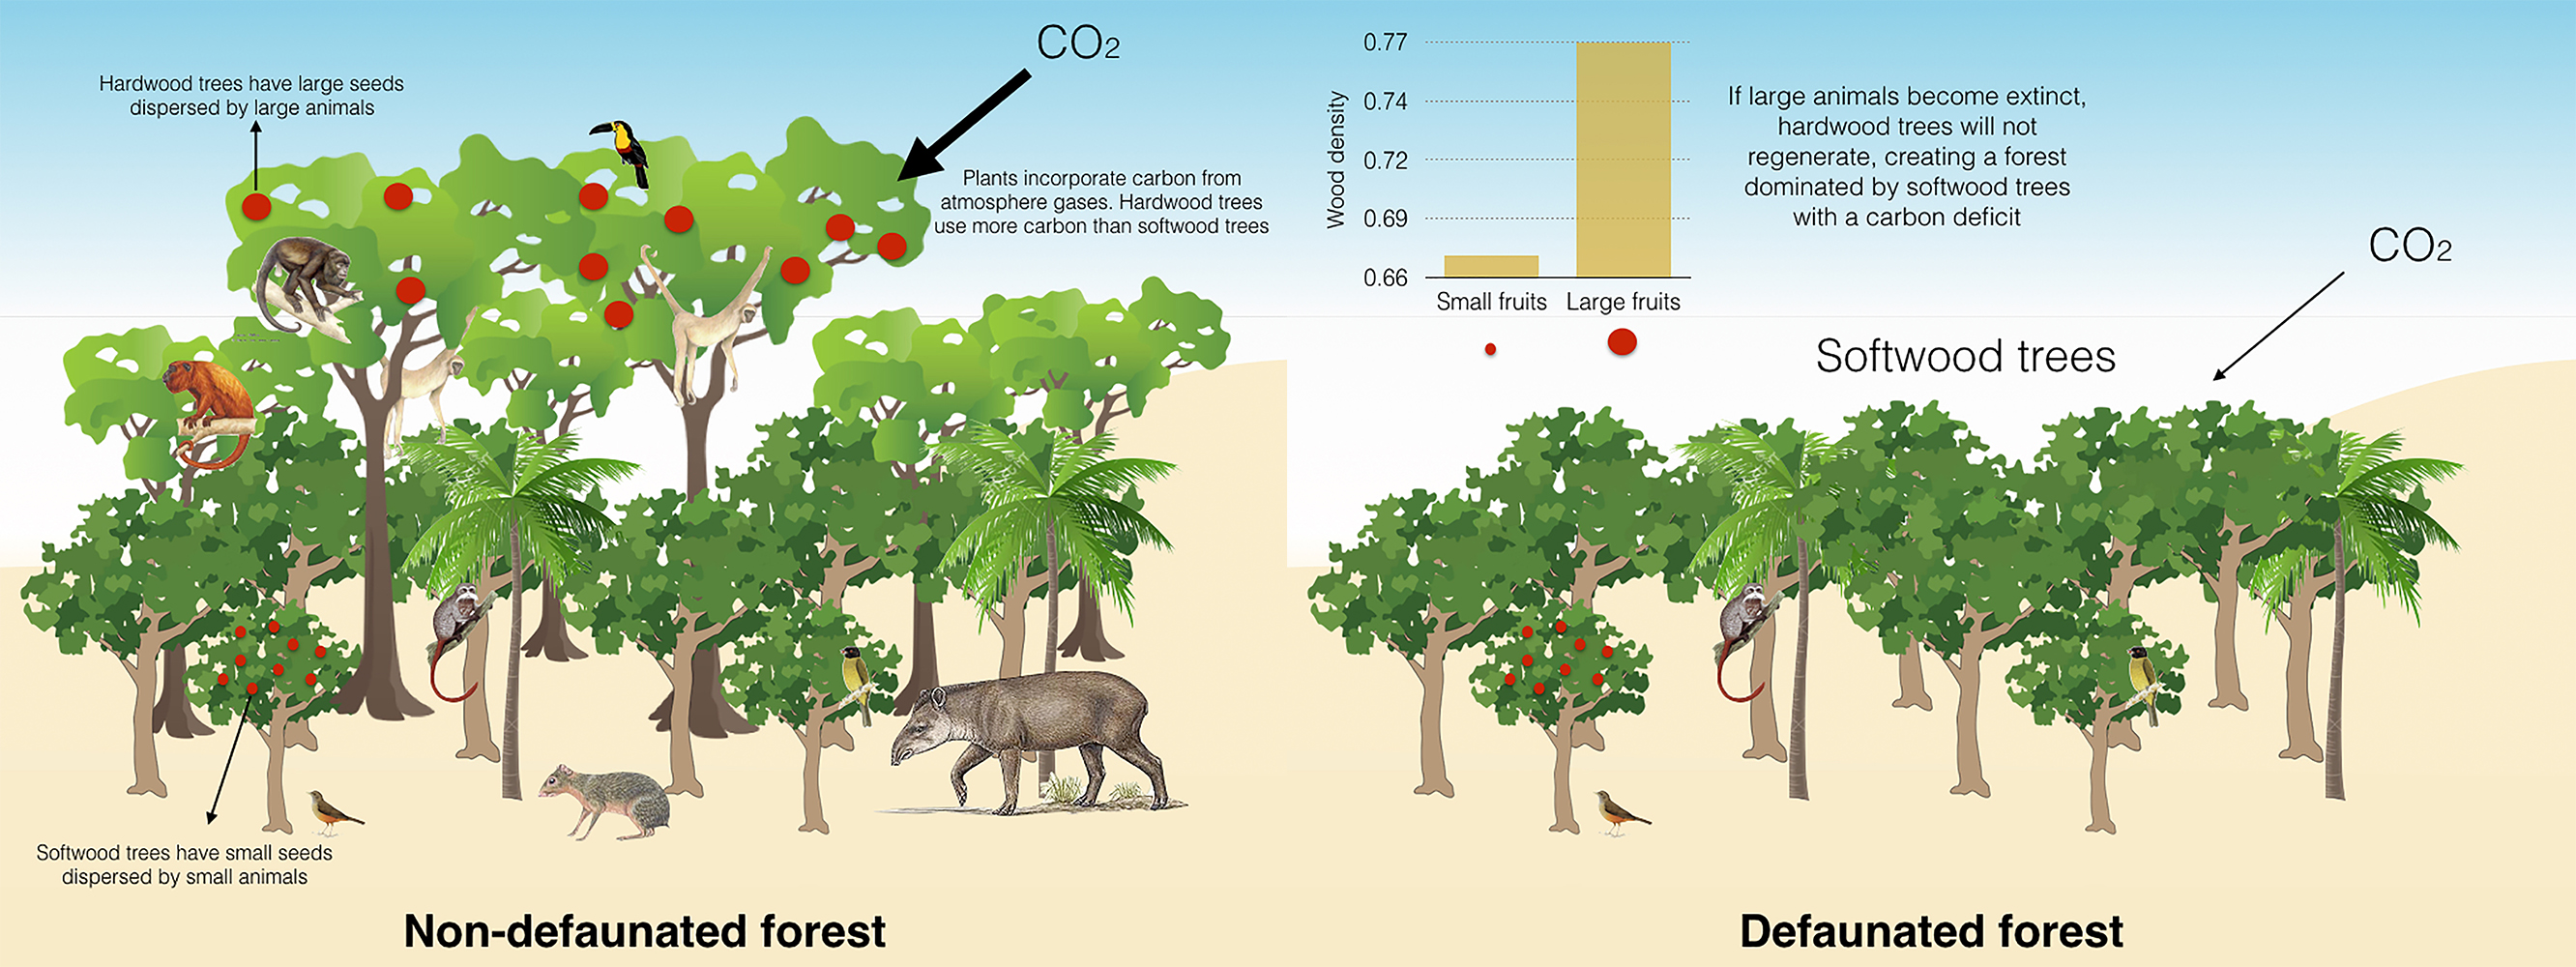 Hardwood trees have large seeds
dispersed by large animals
CO2
Plants incorporate carbon from
atmosphere gases. Hardwood trees
use more carbon than softwood trees
Softwood trees have small seeds
dispersed by small animals
Non-defaunated forest
Wood density
0.77
0.74
0.72
0.69
0.66
Small fruits
Large fruits
If large animals become extinct,
hardwood trees will not
regenerate, creating a forest
dominated by softwood trees
with a carbon deficit
CO2
Softwood trees
Defaunated forest